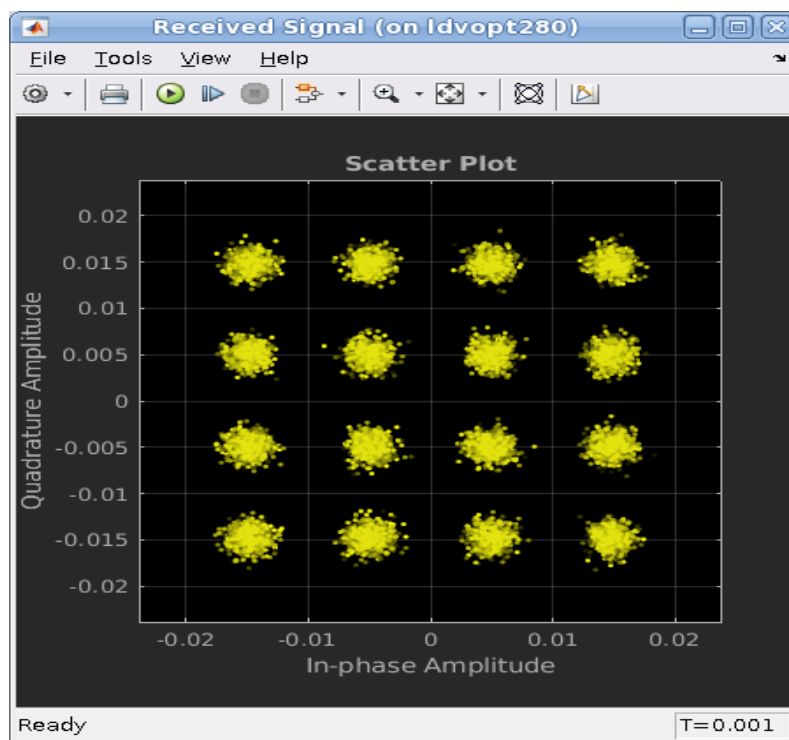 Received Signal (on ldvopt280)
File Tools View Help
Scatter Plot
Quadrature Amplitude
0.02
0.015
0.01
0.005
0
-0.005
-0.01
-0.015
-0.02
-0.02 -0.01 0 0.01 0.02
In-phase Amplitude
Ready T=0.001